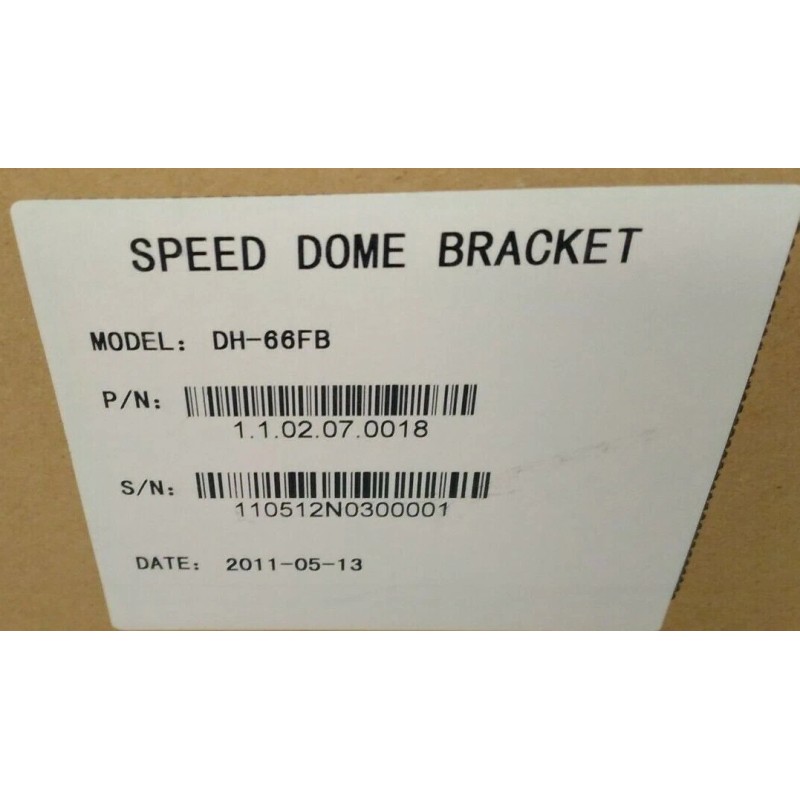 SPEED DOME BRACKET
MODEL: DH-66FB
P/N:
1.1.02.07.0018
S/N:
110512N0300001
DATE: 2011-05-13